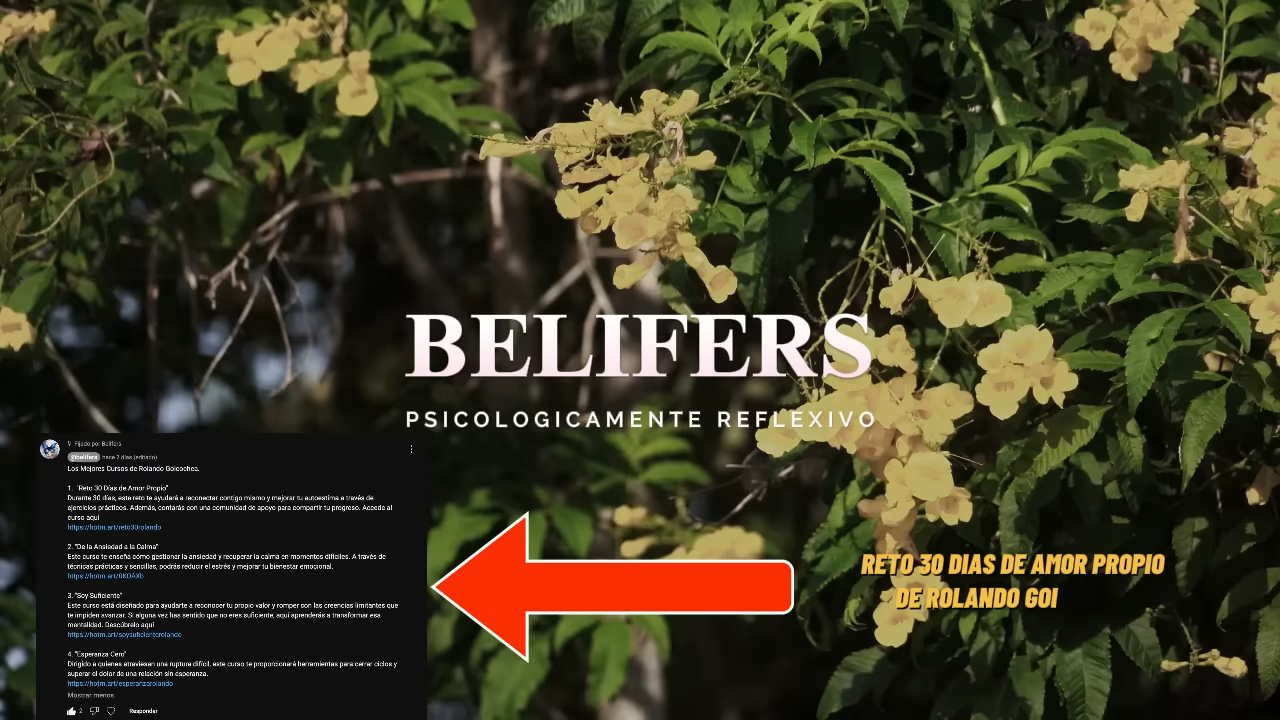 BELIFERS
PSICOLOGICAMENTE REFLEXIVO
Fijado por Belifers
@belifers hace 2 días (editado)
Los Mejores Cursos de Rolando Goicochea.
1. "Reto 30 Días de Amor Propio"
Durante 30 días, este reto te ayudará a reconectar contigo mismo y mejorar tu autoestima a través de
ejercicios prácticos. Además, contarás con una comunidad de apoyo para compartir tu progreso. Accede al
curso aquí
https://hotm.art/reto30rolando
2. "De la Ansiedad a la Calma"
Este curso te enseña cómo gestionar la ansiedad y recuperar la calma en momentos difíciles. A través de
técnicas prácticas y sencillas, podrás reducir el estrés y mejorar tu bienestar emocional.
https://hotm.art/0KOAXb
3. "Soy Suficiente"
Este curso está diseñado para ayudarte a reconocer tu propio valor y romper con las creencias limitantes que
te impiden avanzar. Si alguna vez has sentido que no eres suficiente, aquí aprenderás a transformar esa
mentalidad. Descúbrelo aquí
https://hotm.art/soysuficienterolando
4. "Esperanza Cero"
Dirigido a quienes atraviesan una ruptura difícil, este curso te proporcionará herramientas para cerrar ciclos y
superar el dolor de una relación sin esperanza.
https://hotm.art/esperanzarolando
Mostrar menos
2 Responder
RETO 30 DIAS DE AMOR PROPIO
DE ROLANDO GOI